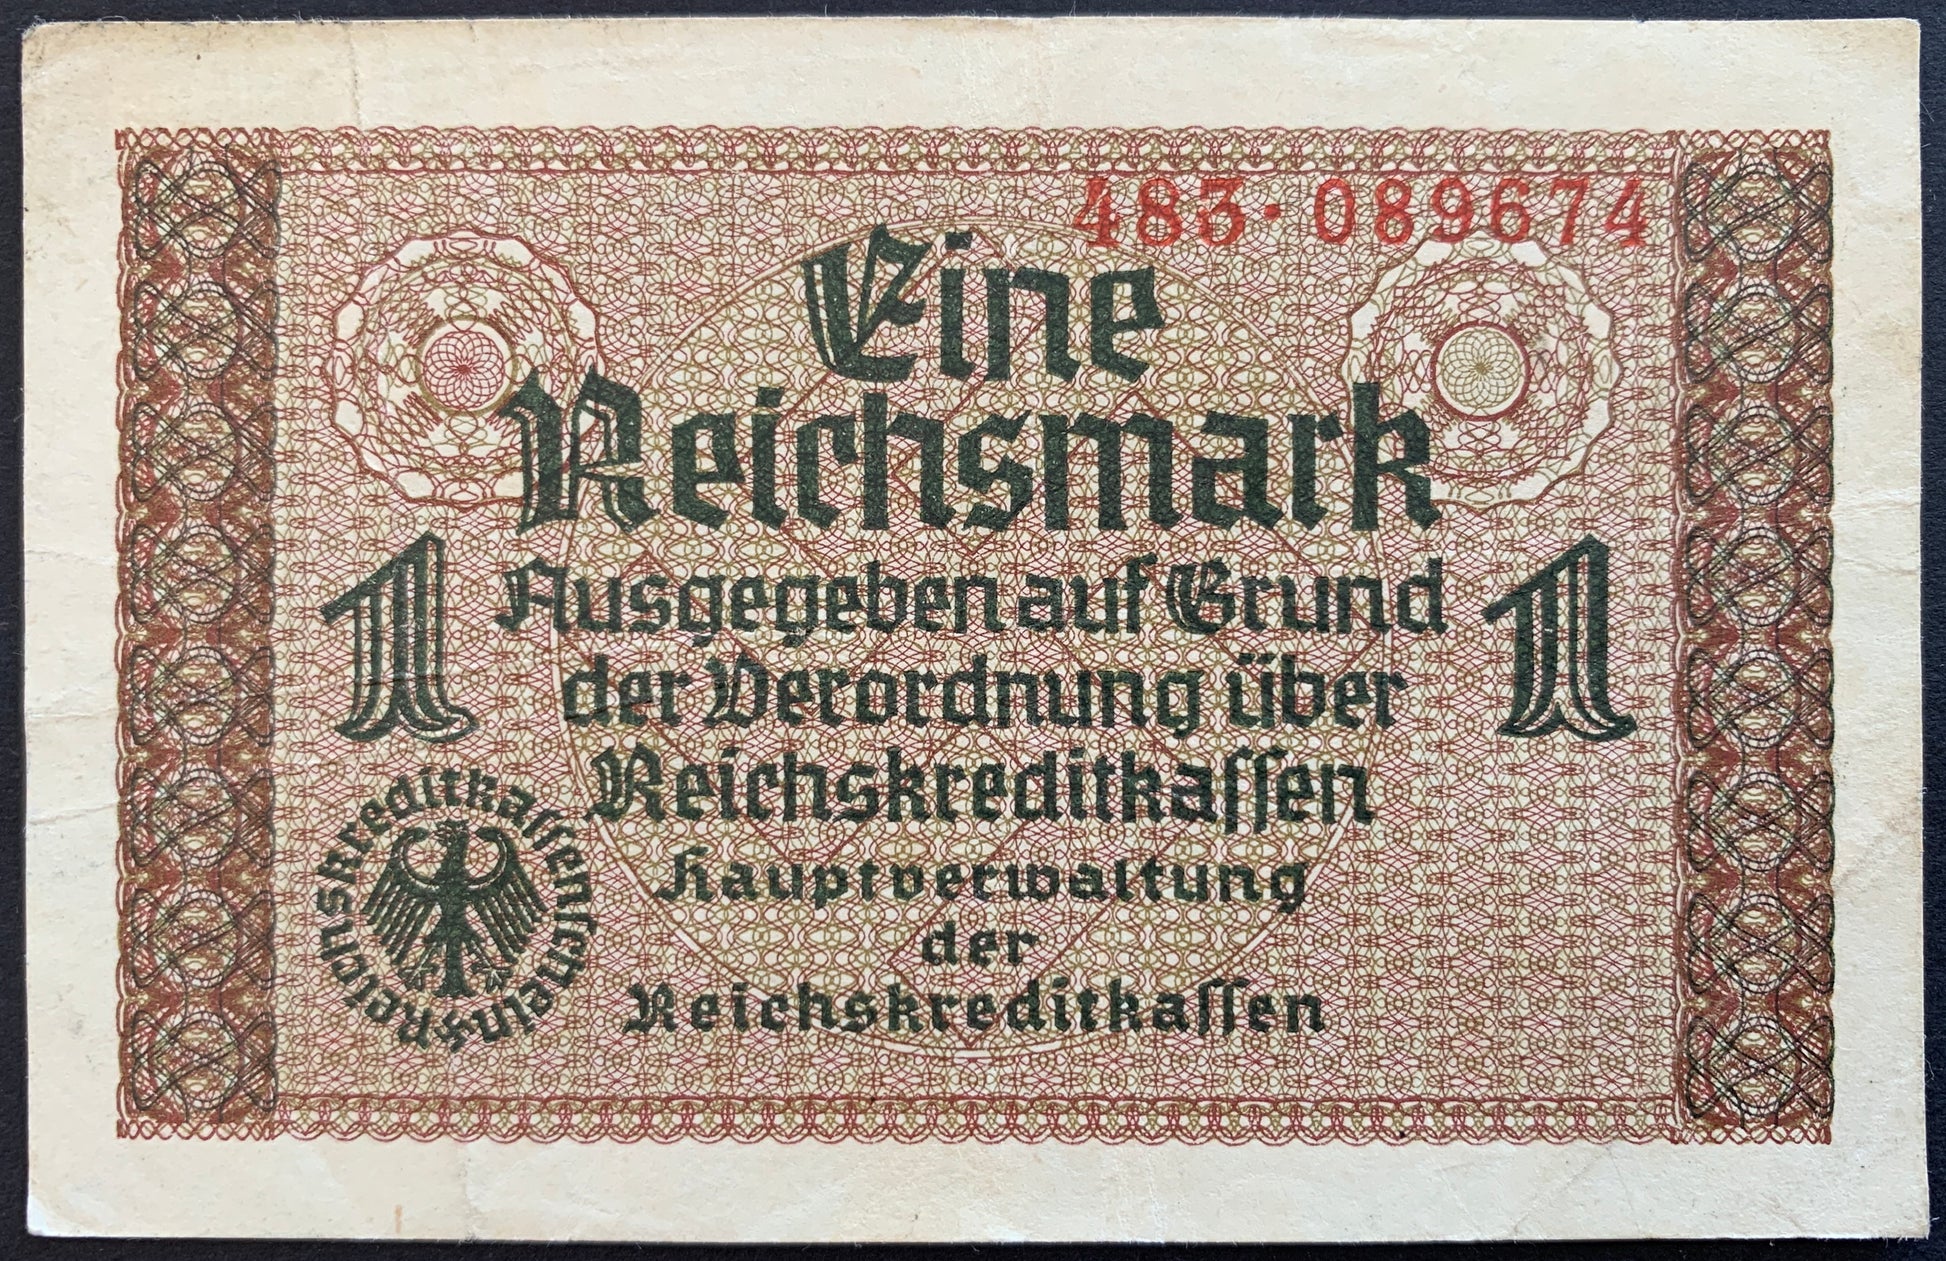 483·089674
Eine
Reichsmark
Ausgegeben auf Grund
der Verordnung über
Reichskreditkaſſen
1
1
Hauptverwaltung
der
Reichskreditkaſſen
Reichskreditkaſſenſchein